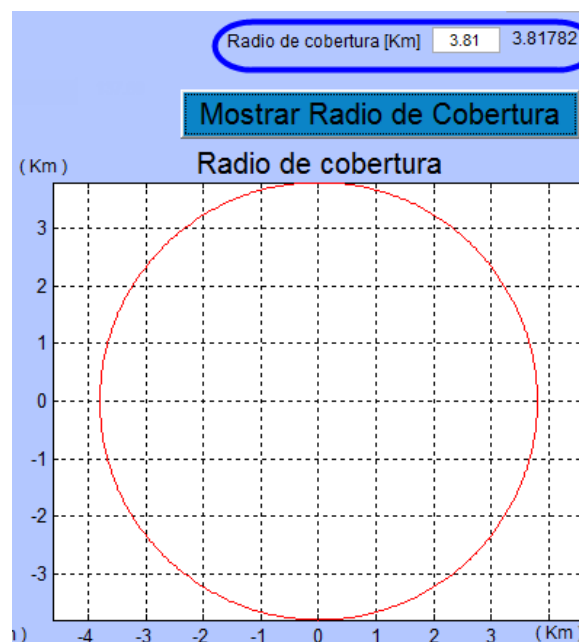 Radio de cobertura [Km] 3.81 3.81782
Mostrar Radio de Cobertura
(Km) Radio de cobertura
3
2
1
0
-1
-2
-3
) -4 -3 -2 -1 0 1 2 3 (Km)